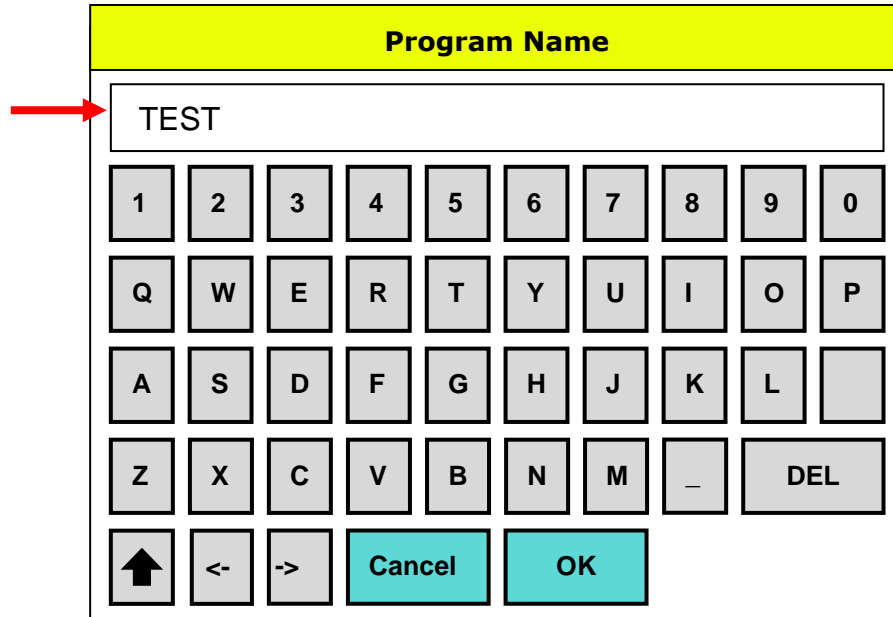 Program Name
TEST
1 2 3 4 5 6 7 8 9 0
Q W E R T Y U I O P
A S D F G H J K L
Z X C V B N M _ DEL
<- -> Cancel OK